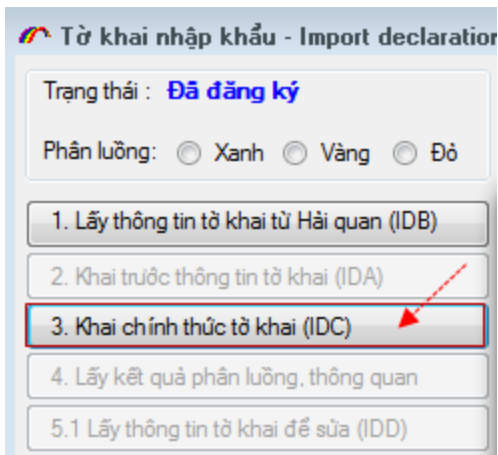 Tờ khai nhập khẩu - Import declaration
Trạng thái : Đã đăng ký
Phân luồng: Xanh Vàng Đỏ
1. Lấy thông tin tờ khai từ Hải quan (IDB)
2. Khai trước thông tin tờ khai (IDA)
3. Khai chính thức tờ khai (IDC)
4. Lấy kết quả phân luồng, thông quan
5.1 Lấy thông tin tờ khai để sửa (IDD)